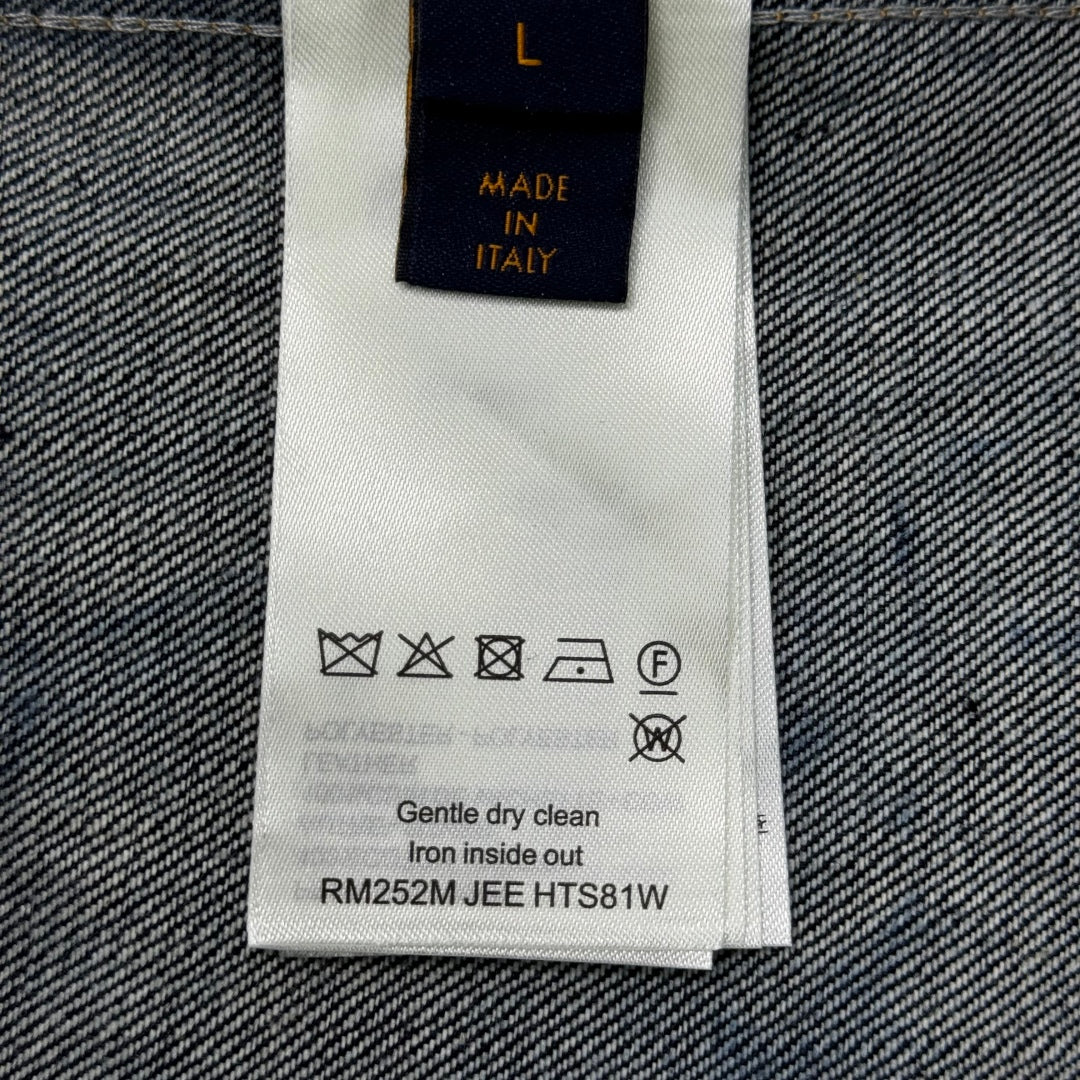 L
MADE
IN
ITALY
F
W
Gentle dry clean
Iron inside out
RM252M JEE HTS81W